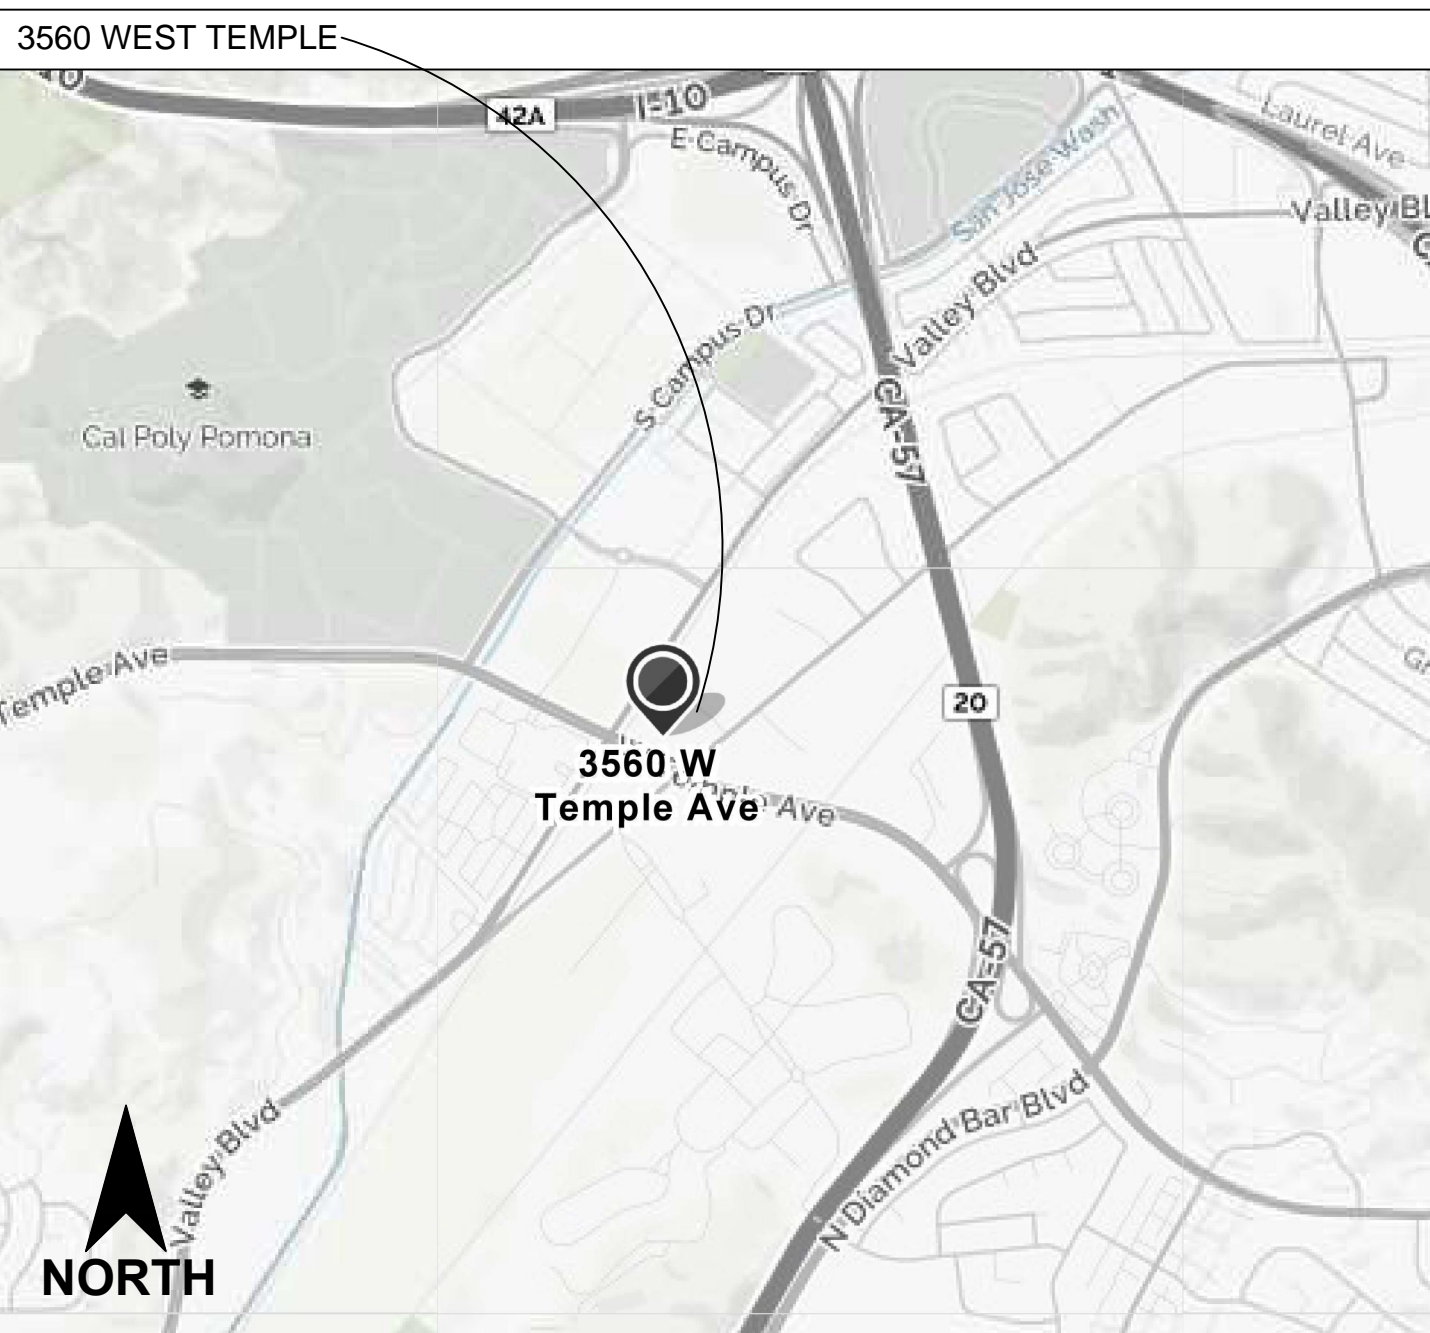 3560 WEST TEMPLE
42A
I-10
E Campus Dr
Laurel Ave
San Jose Wash
Valley Bl
Valley Blvd
S Campus Dr
CA-57
Cal Poly Pomona
Temple Ave
20
3560 W
Temple Ave
Ave
CA-57
N Diamond Bar Blvd
Valley Blvd
NORTH